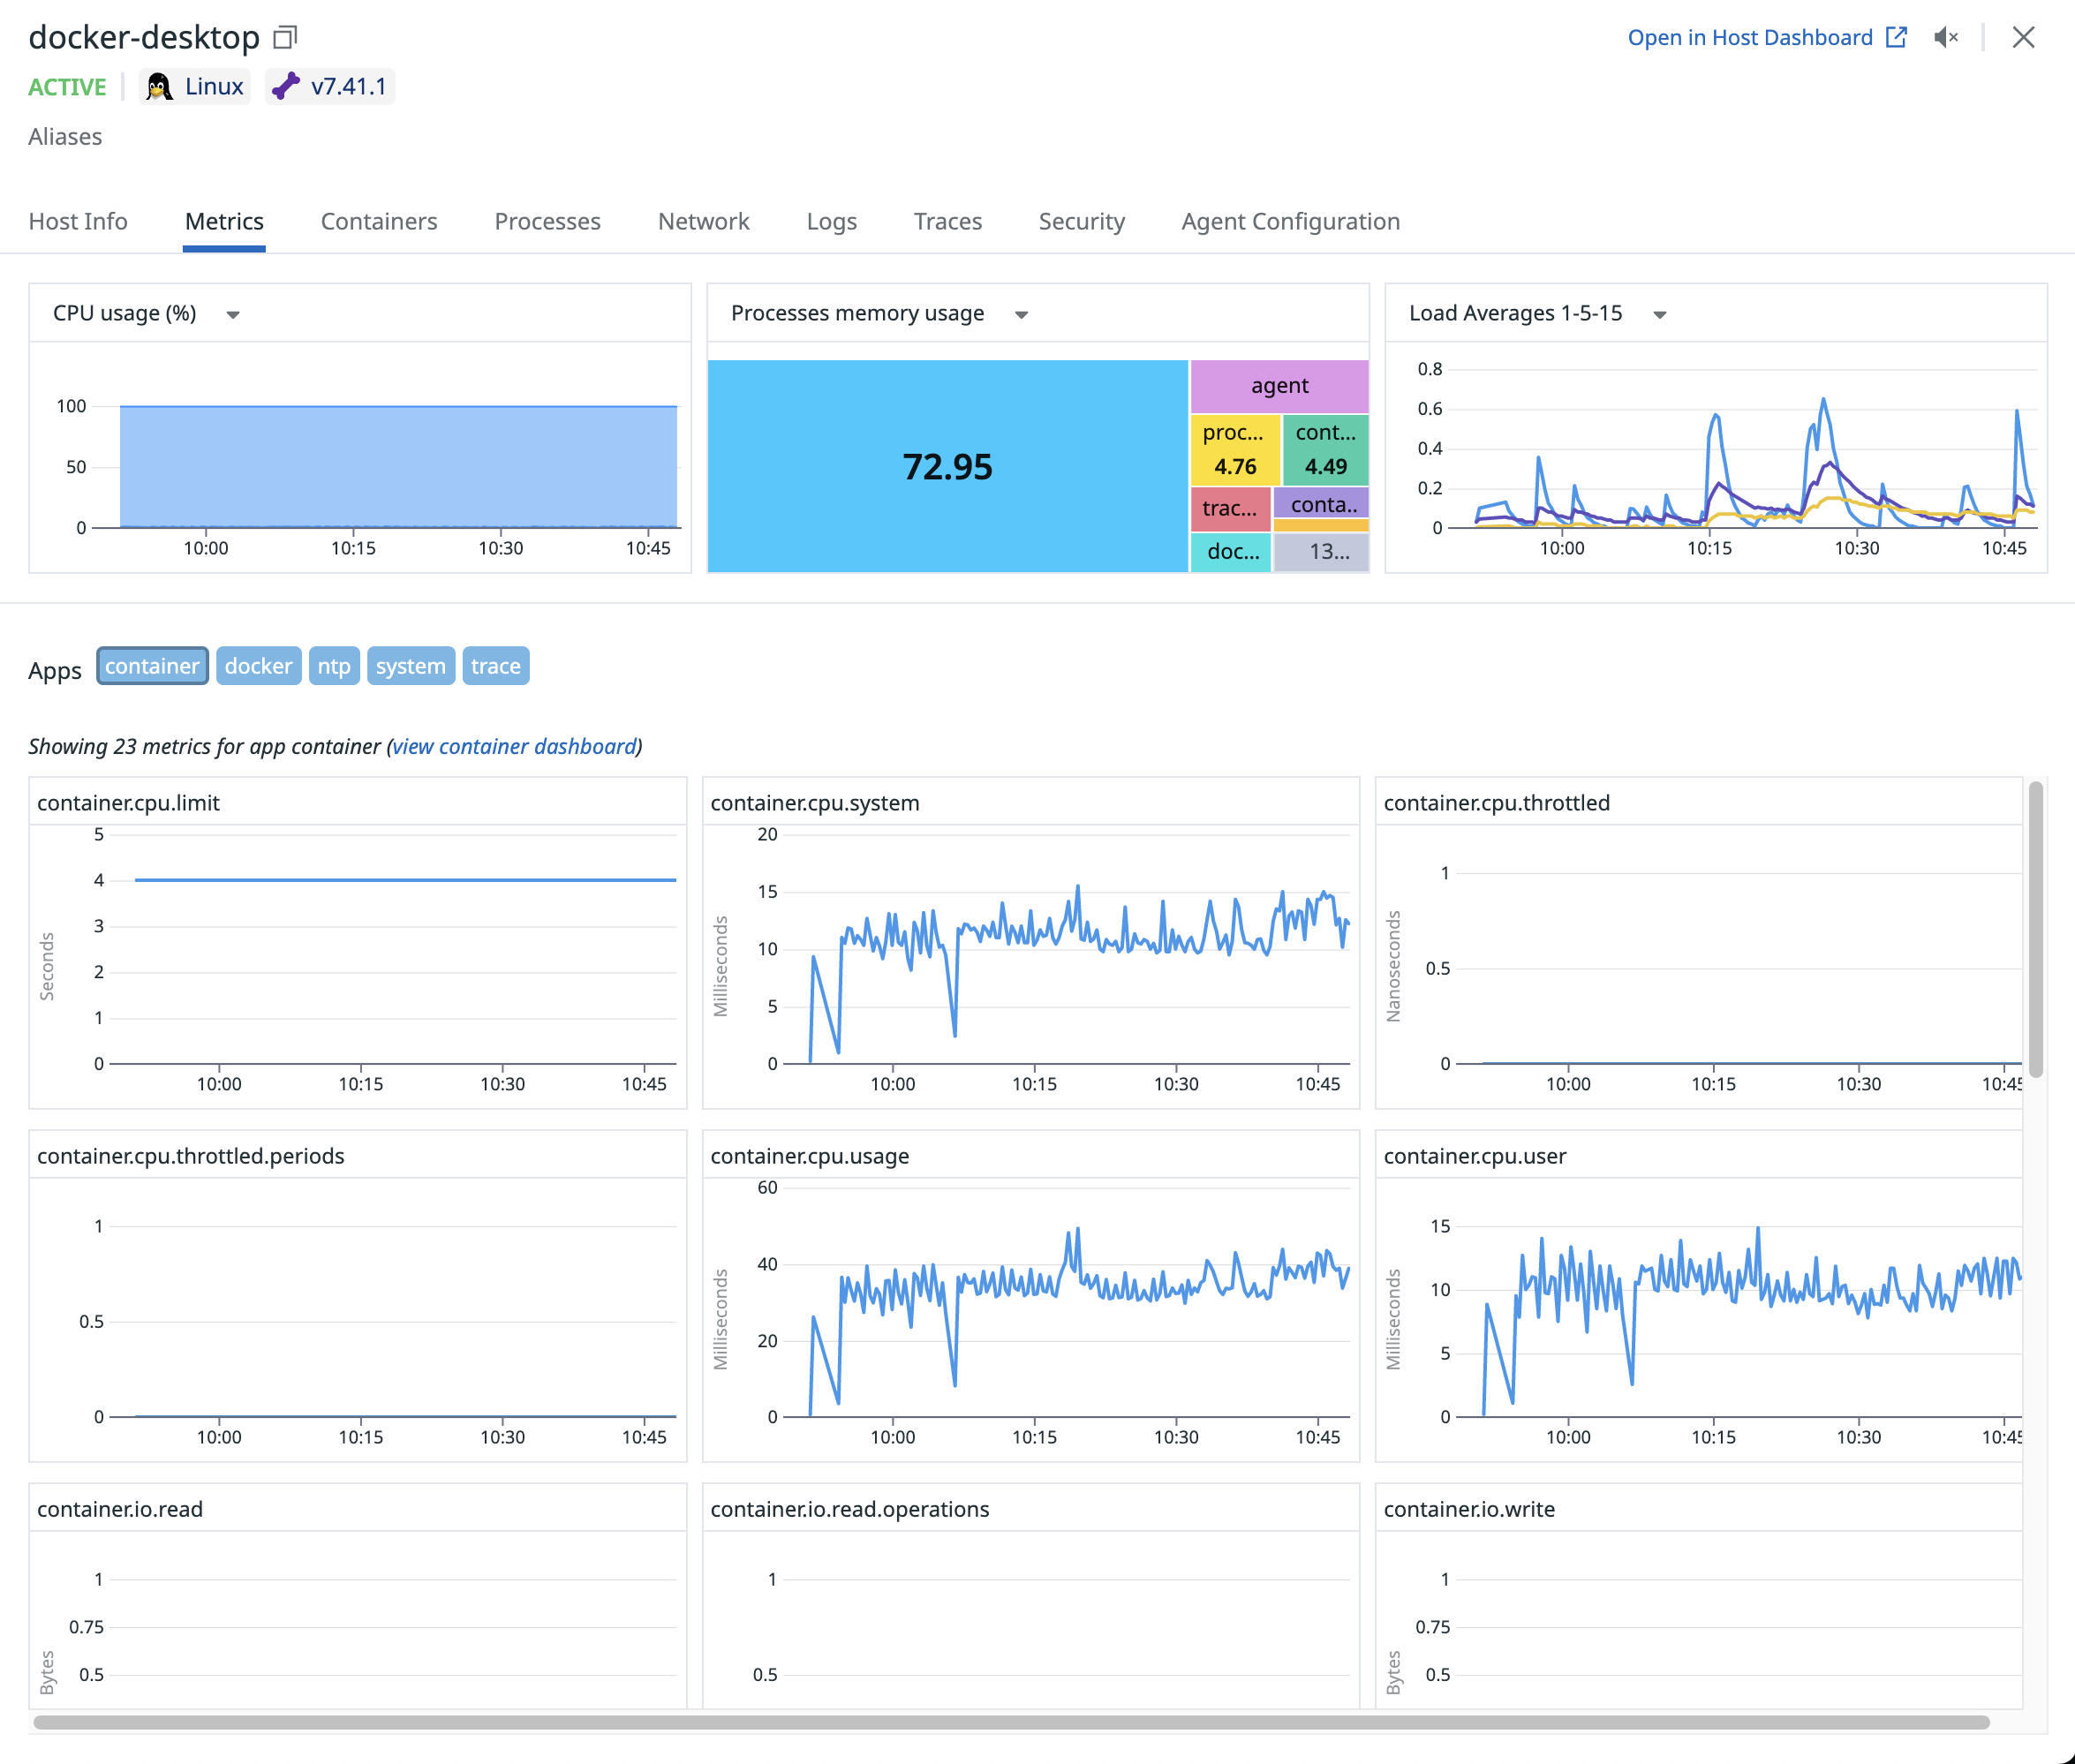 docker-desktop
Open in Host Dashboard
ACTIVE
Linux
v7.41.1
Aliases
Host Info
Metrics
Containers
Processes
Network
Logs
Traces
Security
Agent Configuration
CPU usage (%)
100
50
0
10:00
10:15
10:30
10:45
Processes memory usage
72.95
agent
proc...
4.76
cont...
4.49
trac...
conta..
doc...
13...
Load Averages 1-5-15
0.8
0.6
0.4
0.2
0
10:00
10:15
10:30
10:45
Apps
container
docker
ntp
system
trace
Showing 23 metrics for app container (view container dashboard)
container.cpu.limit
Seconds
5
4
3
2
1
0
10:00
10:15
10:30
10:45
container.cpu.system
Milliseconds
20
15
10
5
0
10:00
10:15
10:30
10:45
container.cpu.throttled
Nanoseconds
1
0.5
0
10:00
10:15
10:30
10:45
container.cpu.throttled.periods
1
0.5
0
10:00
10:15
10:30
10:45
container.cpu.usage
Milliseconds
60
40
20
0
10:00
10:15
10:30
10:45
container.cpu.user
Milliseconds
15
10
5
0
10:00
10:15
10:30
10:45
container.io.read
Bytes
1
0.75
0.5
container.io.read.operations
1
0.5
container.io.write
Bytes
1
0.75
0.5